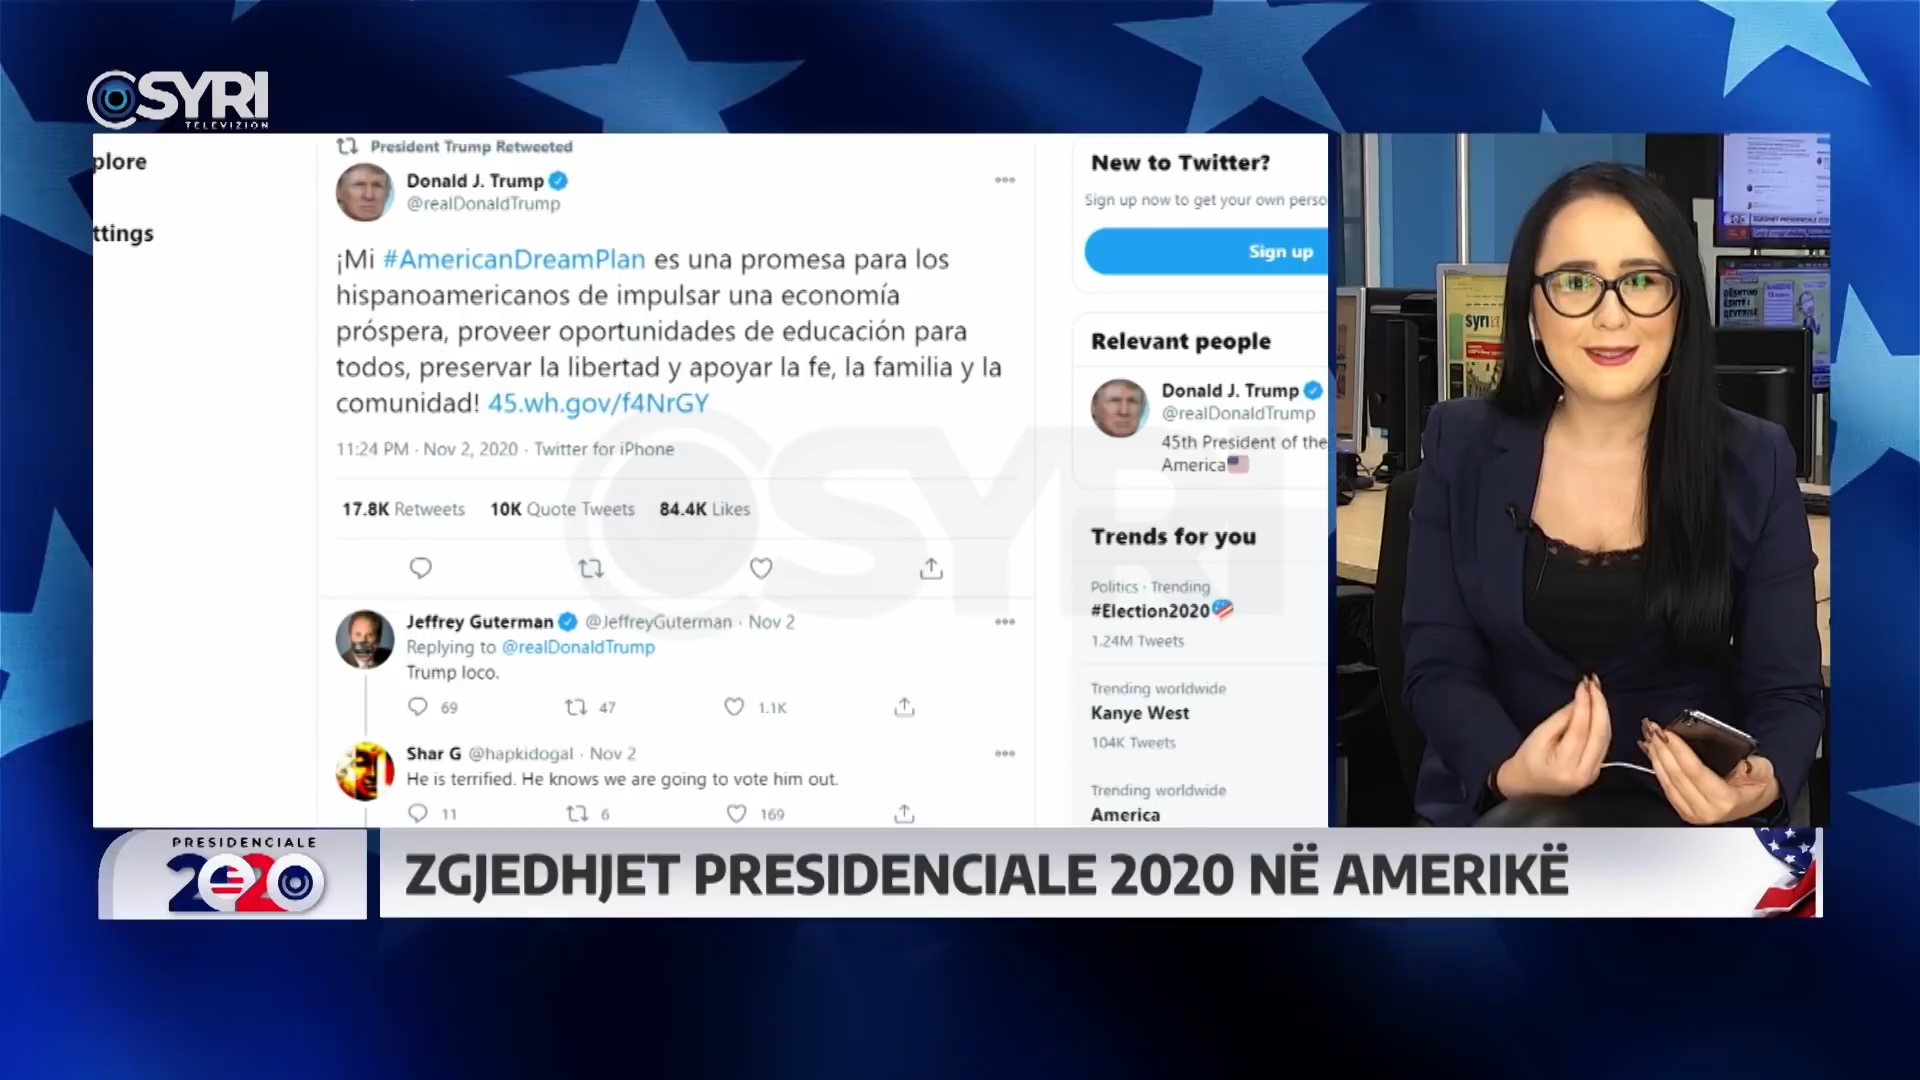 SYRI
TELEVIZION
plore
ttings
President Trump Retweeted
Donald J. Trump
@realDonaldTrump
¡Mi #AmericanDreamPlan es una promesa para los
hispanoamericanos de impulsar una economía
próspera, proveer oportunidades de educación para
todos, preservar la libertad y apoyar la fe, la familia y la
comunidad! 45.wh.gov/f4NrGY
11:24 PM · Nov 2, 2020 · Twitter for iPhone
17.8K Retweets 10K Quote Tweets 84.4K Likes
Jeffrey Guterman @JeffreyGuterman · Nov 2
Replying to @realDonaldTrump
Trump loco.
69 47 1.1K
Shar G @hapkidogal · Nov 2
He is terrified. He knows we are going to vote him out.
11 6 169
New to Twitter?
Sign up now to get your own perso
Sign up
Relevant people
Donald J. Trump
@realDonaldTrump
45th President of the
America
Trends for you
Politics · Trending
#Election2020
1.24M Tweets
Trending worldwide
Kanye West
104K Tweets
Trending worldwide
America
SYRI
syri
DËSHTIMI
ËSHTË I
QEVERISË
PRESIDENCIALE
2020
ZGJEDHJET PRESIDENCIALE 2020 NË AMERIKË